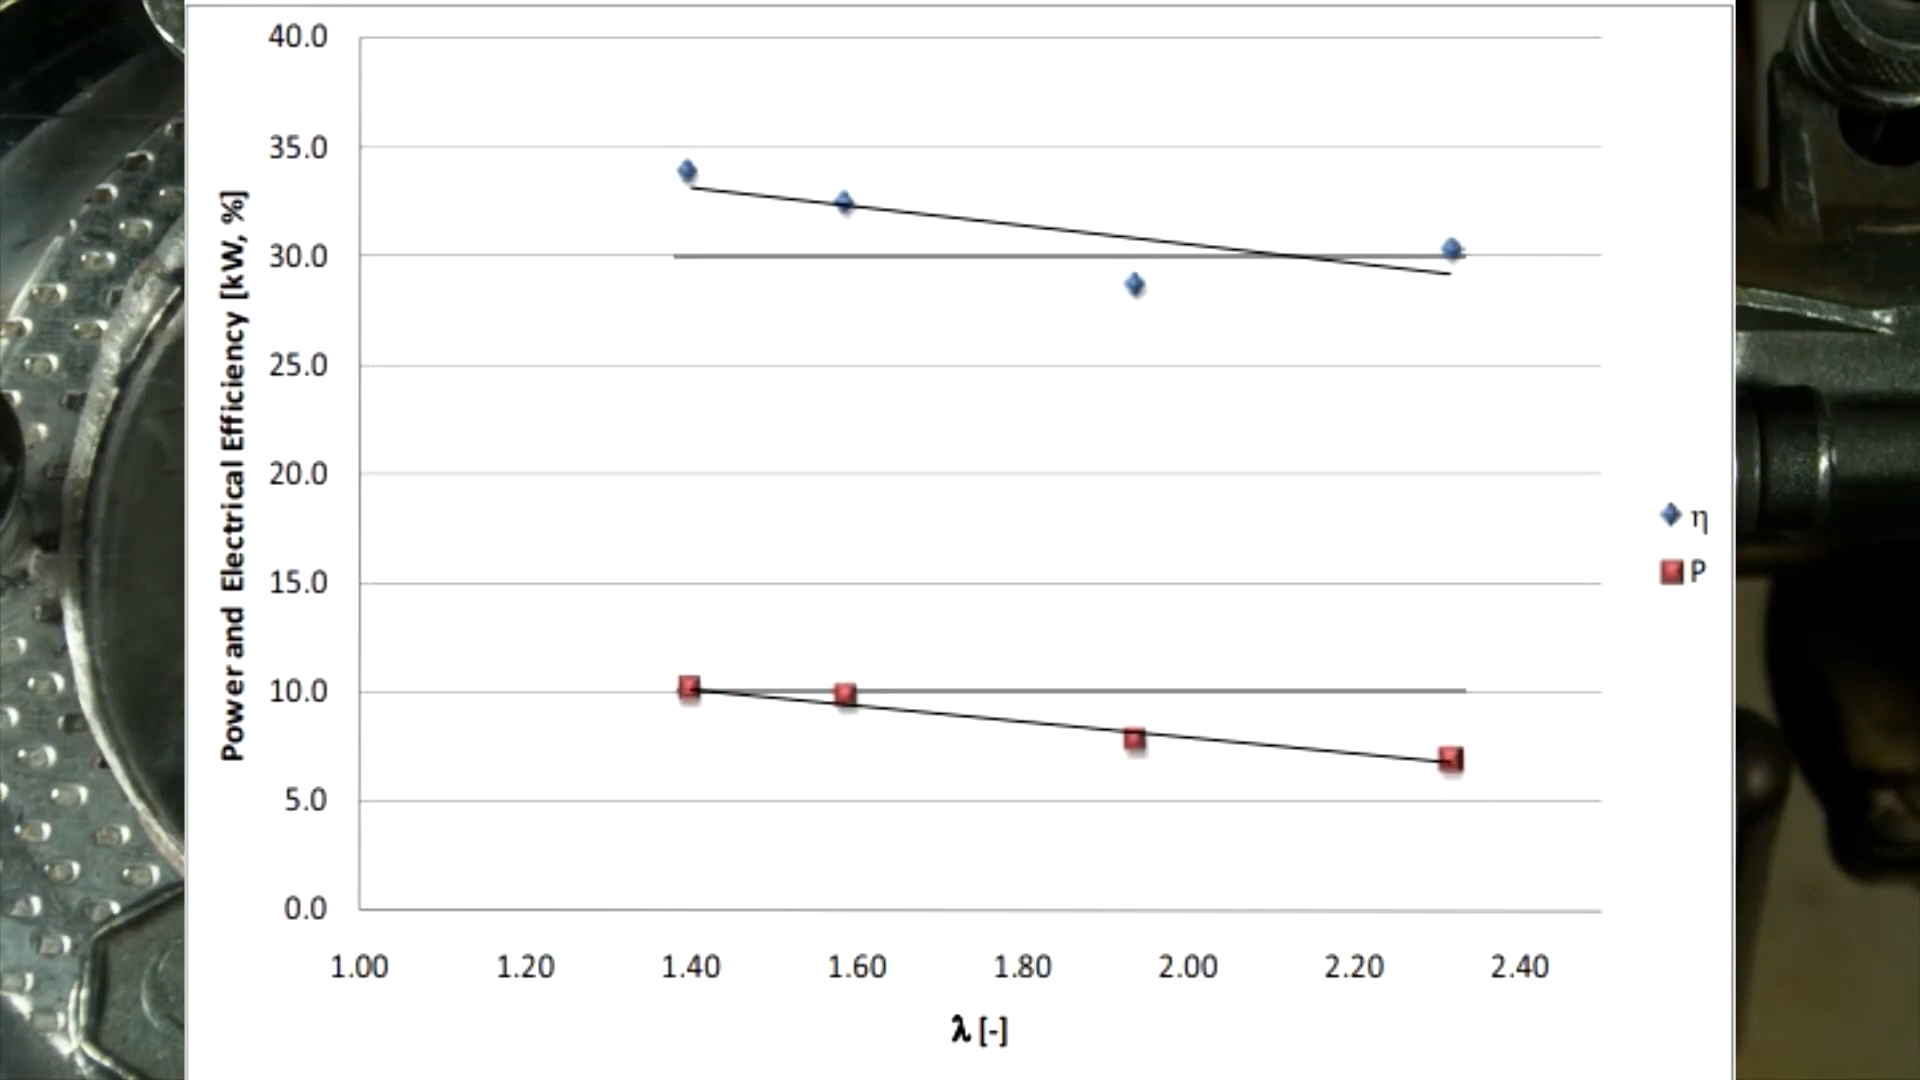 40.0
35.0
30.0
25.0
20.0
15.0
10.0
5.0
0.0
Power and Electrical Efficiency [kW, %]
1.00 1.20 1.40 1.60 1.80 2.00 2.20 2.40
λ [-]
η
P